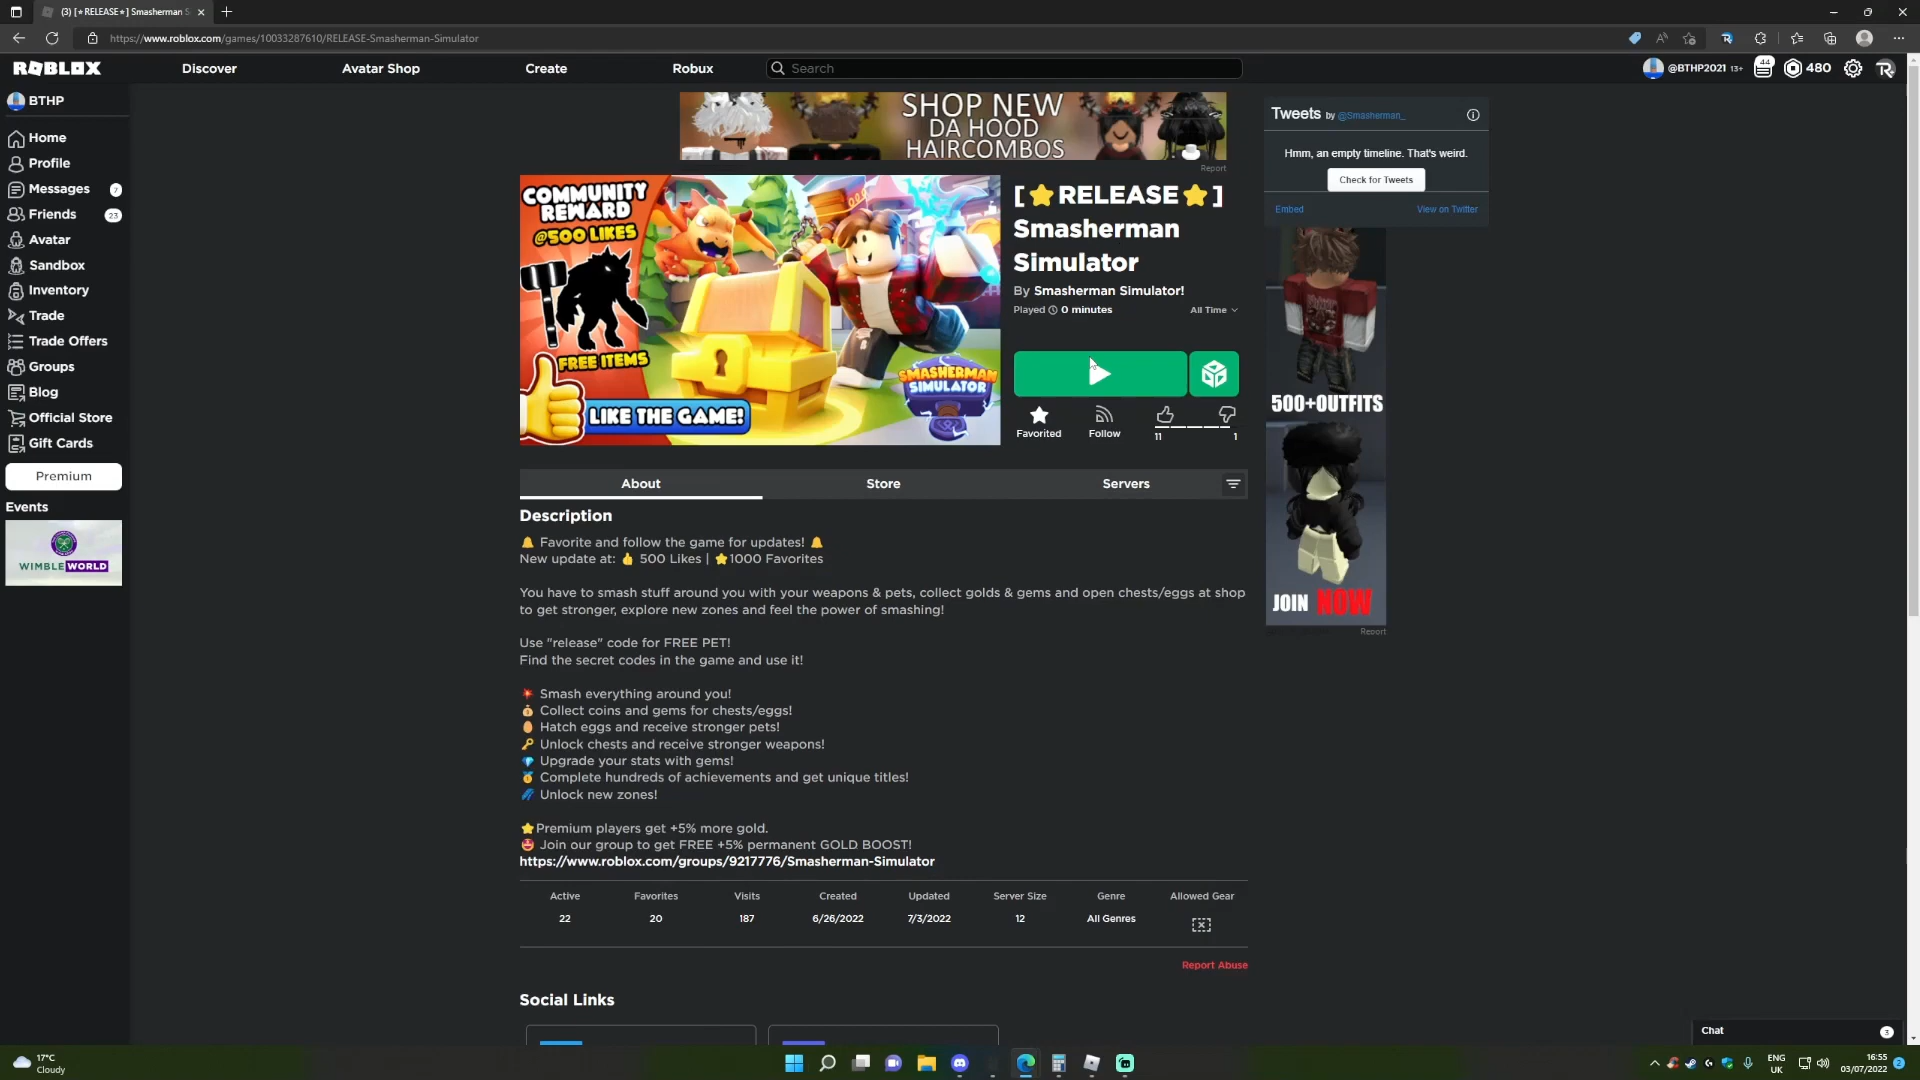 (3) [⭐RELEASE⭐] Smasherman S
https://www.roblox.com/games/10033287610/RELEASE-Smasherman-Simulator
ROBLOX
Discover
Avatar Shop
Create
Robux
Search
@BTHP2021 13+
44
480
BTHP
Home
Profile
Messages 7
Friends 23
Avatar
Sandbox
Inventory
Trade
Trade Offers
Groups
Blog
Official Store
Gift Cards
Premium
Events
WIMBLEWORLD
SHOP NEW
DA HOOD
HAIRCOMBOS
Report
COMMUNITY
REWARD
@500 LIKES
FREE ITEMS
LIKE THE GAME!
SMASHERMAN
SIMULATOR
[⭐RELEASE⭐]
Smasherman
Simulator
By Smasherman Simulator!
Played 0 minutes
All Time
Favorited
Follow
11
1
Tweets by @Smasherman_
Hmm, an empty timeline. That's weird.
Check for Tweets
Embed
View on Twitter
500+OUTFITS
JOIN NOW
Report
About
Store
Servers
Description
🔔 Favorite and follow the game for updates! 🔔
New update at: 👍 500 Likes | ⭐1000 Favorites
You have to smash stuff around you with your weapons & pets, collect golds & gems and open chests/eggs at shop
to get stronger, explore new zones and feel the power of smashing!
Use "release" code for FREE PET!
Find the secret codes in the game and use it!
💥 Smash everything around you!
💰 Collect coins and gems for chests/eggs!
🥚 Hatch eggs and receive stronger pets!
🔑 Unlock chests and receive stronger weapons!
💎 Upgrade your stats with gems!
🥇 Complete hundreds of achievements and get unique titles!
🌌 Unlock new zones!
⭐Premium players get +5% more gold.
🤩 Join our group to get FREE +5% permanent GOLD BOOST!
https://www.roblox.com/groups/9217776/Smasherman-Simulator
Active Favorites Visits Created Updated Server Size Genre Allowed Gear
22 20 187 6/26/2022 7/3/2022 12 All Genres
Report Abuse
Social Links
Chat 3
17°C
Cloudy
ENG
UK
16:55
03/07/2022
2